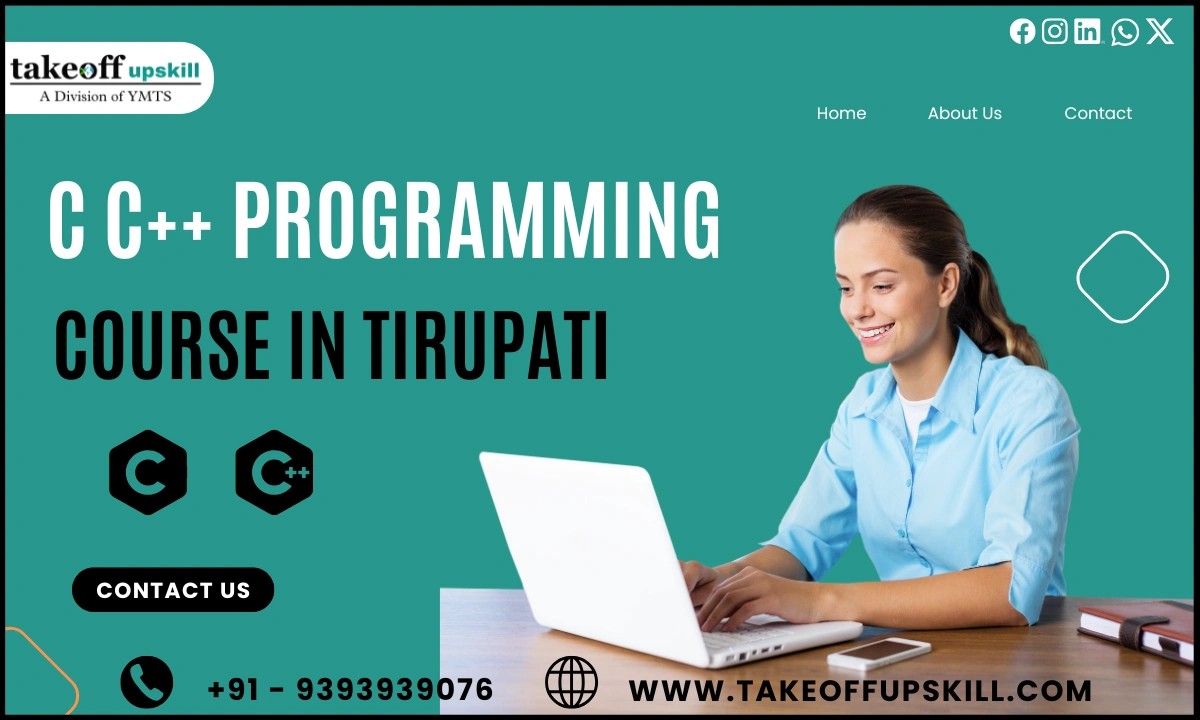 takeoff upskill
A Division of YMTS
Home About Us Contact
C C++ PROGRAMMING
COURSE IN TIRUPATI
C C++
CONTACT US
+91 - 9393939076 WWW.TAKEOFFUPSKILL.COM